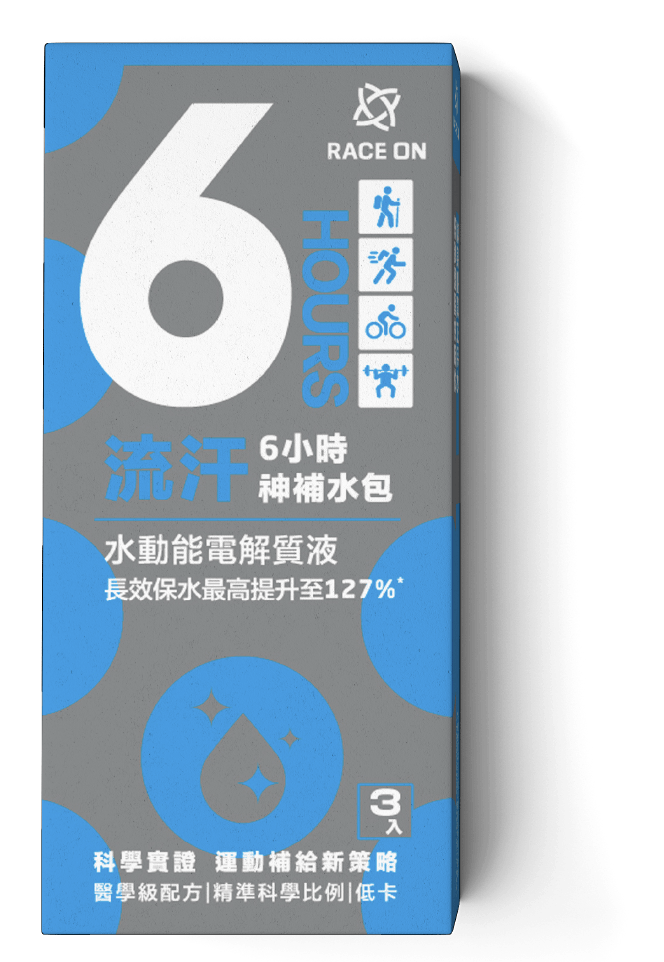 RACE ON
6
HOURS
流汗
6小時
神補水包
水動能電解質液
長效保水最高提升至127%*
3
入
科學實證 運動補給新策略
醫學級配方|精準科學比例|低卡